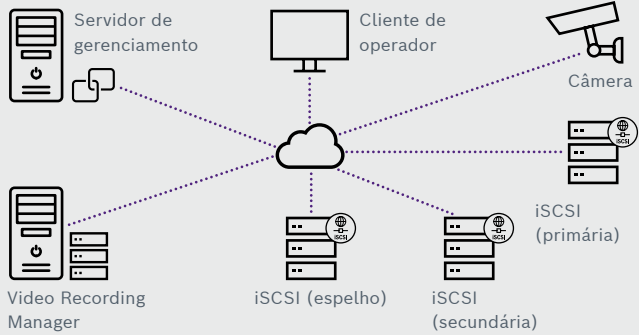 Servidor de
gerenciamento
Cliente de
operador
Câmera
iSCSI
iSCSI
(primária)
iSCSI
iSCSI
Video Recording
Manager
iSCSI (espelho)
iSCSI
(secundária)